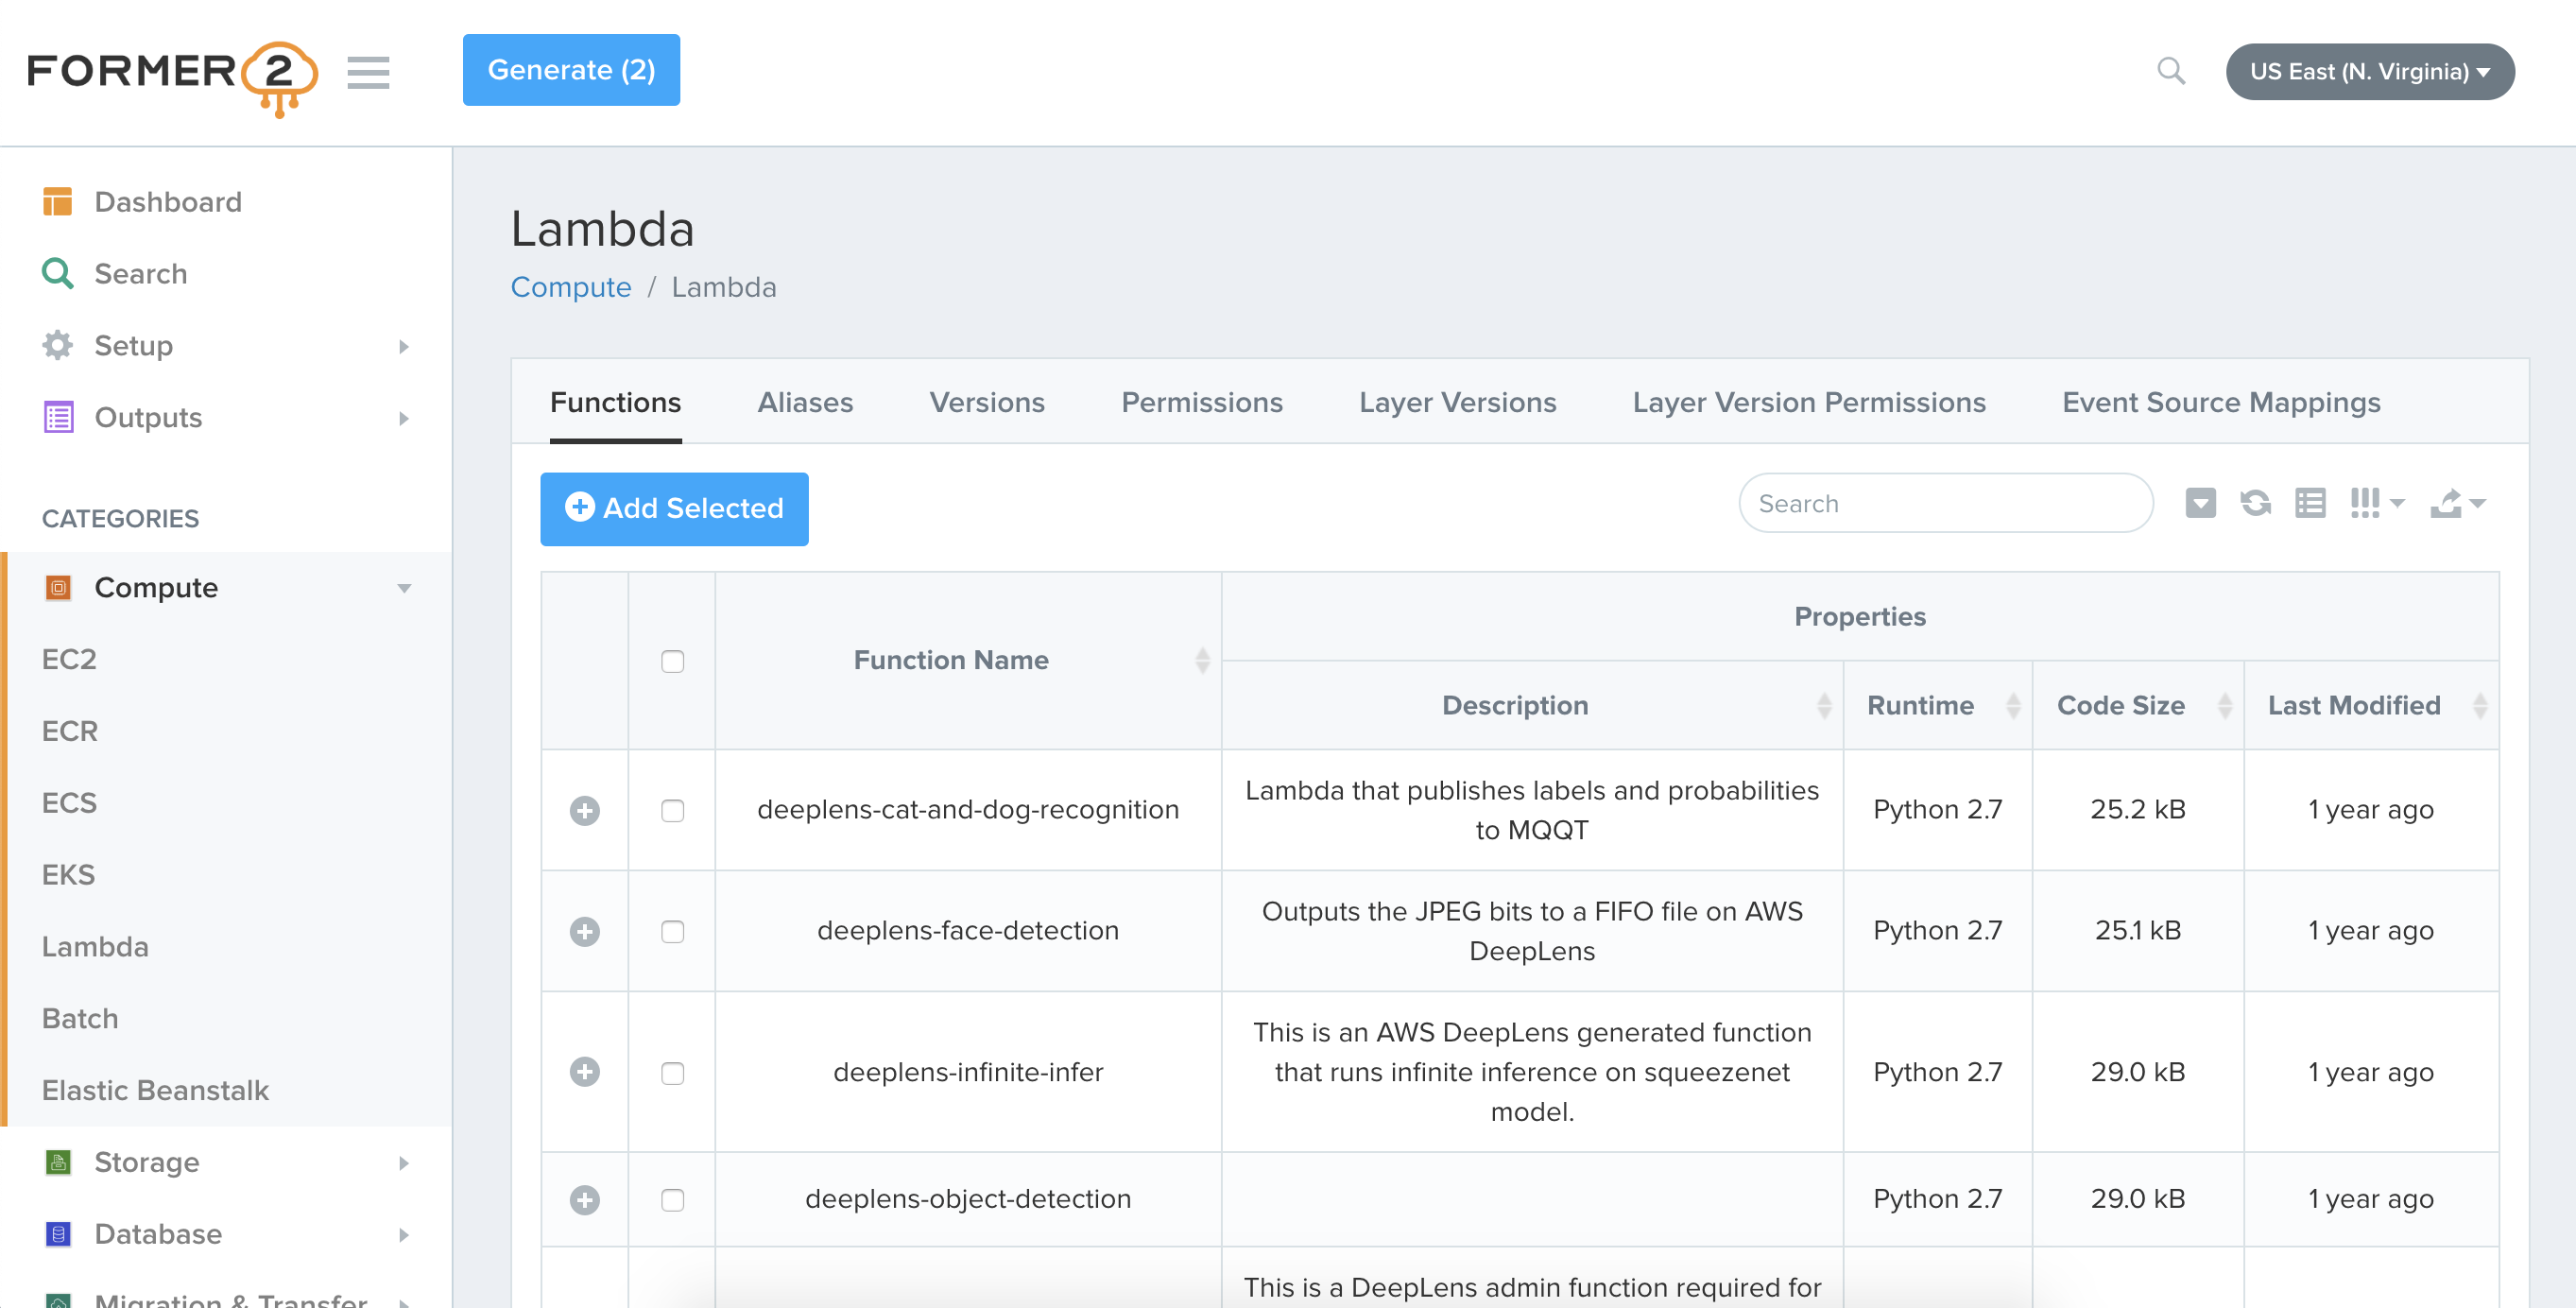 FORMER2
Generate (2)
US East (N. Virginia)
Dashboard
Search
Setup
Outputs
CATEGORIES
Compute
EC2
ECR
ECS
EKS
Lambda
Batch
Elastic Beanstalk
Storage
Database
Migration & Transfer
Lambda
Compute / Lambda
Functions Aliases Versions Permissions Layer Versions Layer Version Permissions Event Source Mappings
Add Selected
Search
Function Name
Properties
Description Runtime Code Size Last Modified
deeplens-cat-and-dog-recognition
Lambda that publishes labels and probabilities
to MQQT
Python 2.7 25.2 kB 1 year ago
deeplens-face-detection
Outputs the JPEG bits to a FIFO file on AWS
DeepLens
Python 2.7 25.1 kB 1 year ago
deeplens-infinite-infer
This is an AWS DeepLens generated function
that runs infinite inference on squeezenet
model.
Python 2.7 29.0 kB 1 year ago
deeplens-object-detection Python 2.7 29.0 kB 1 year ago
This is a DeepLens admin function required for